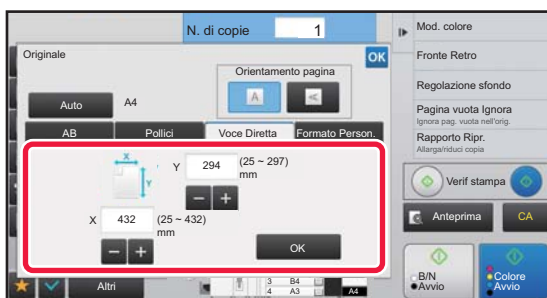 N. di copie 1
Originale
OK
Orientamento pagina
A
A
Auto
A4
AB
Pollici
Voce Diretta
Formato Person.
X
Y
Y 294 (25 ~ 297)
mm
X 432 (25 ~ 432)
mm
OK
Altri
3 B4
4 A3
A4
Mod. colore
Fronte Retro
Regolazione sfondo
Pagina vuota Ignora
Ignora pag. vuota nell'orig.
Rapporto Ripr.
Allarga/riduci copia
Verif stampa
Anteprima
CA
B/N
Avvio
Colore
Avvio